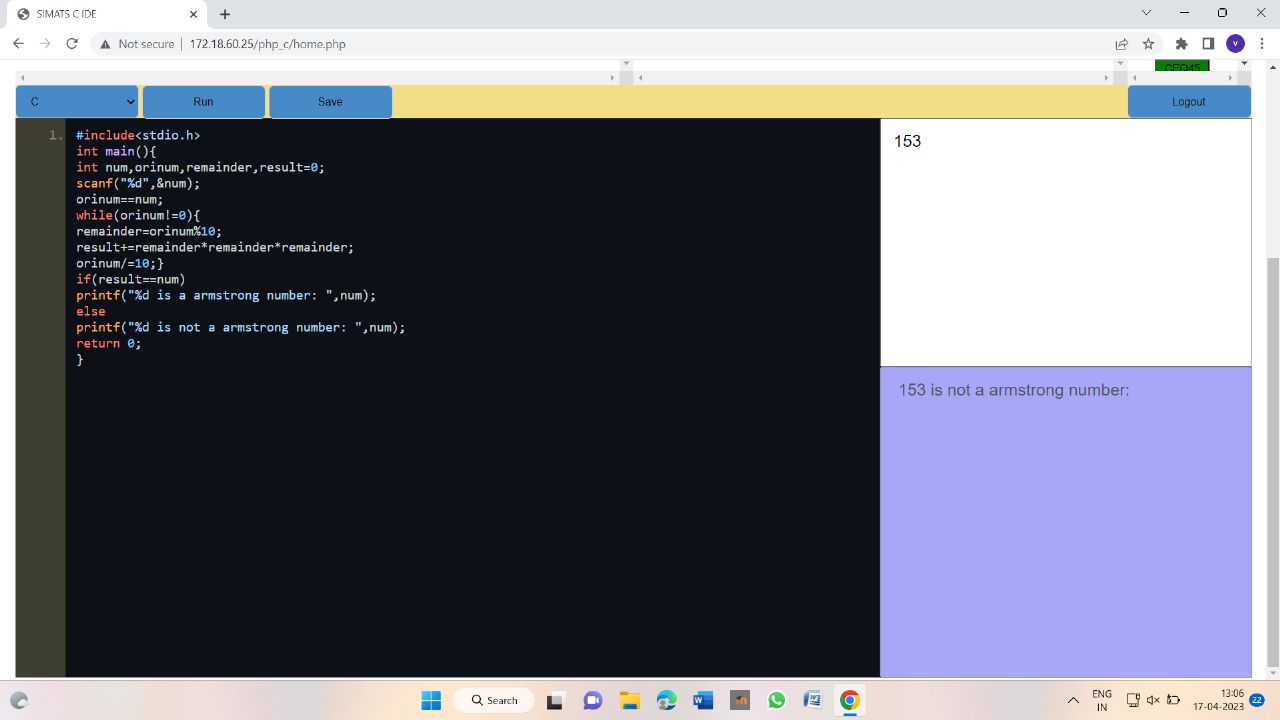 SIMATS C IDE
Not secure
172.18.60.25/php_c/home.php
V
C
Run
Save
Logout
1.
#include<stdio.h>
int main(){
int num,orinum,remainder,result=0;
scanf("%d",&num);
orinum==num;
while(orinum!=0){
remainder=orinum%10;
result+=remainder*remainder*remainder;
orinum/=10;}
if(result==num)
printf("%d is a armstrong number: ",num);
else
printf("%d is not a armstrong number: ",num);
return 0;
}
153
153 is not a armstrong number:
Search
ENG
IN
13:06
17-04-2023
22